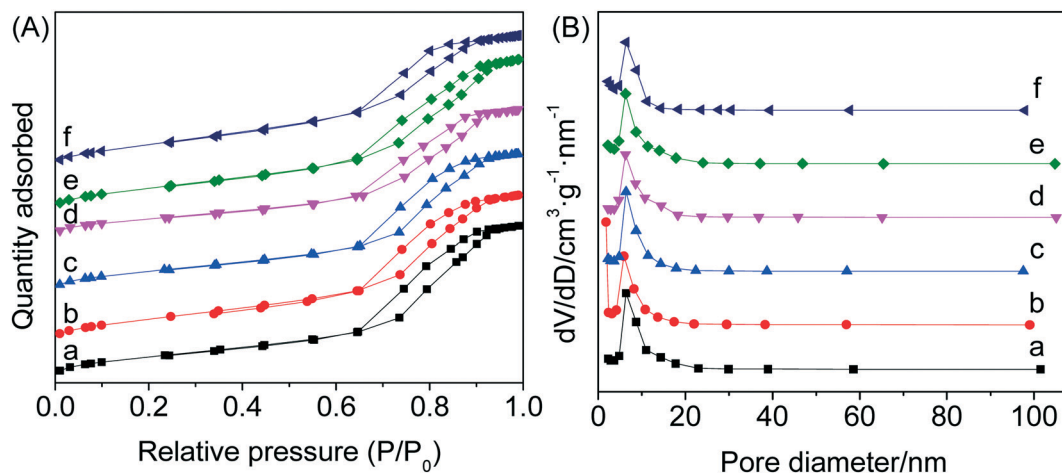 (A)
Quantity adsorbed
f
e
d
c
b
a
0.0 0.2 0.4 0.6 0.8 1.0
Relative pressure (P/P₀)
(B)
dV/dD/cm³·g⁻¹·nm⁻¹
f
e
d
c
b
a
0 20 40 60 80 100
Pore diameter/nm